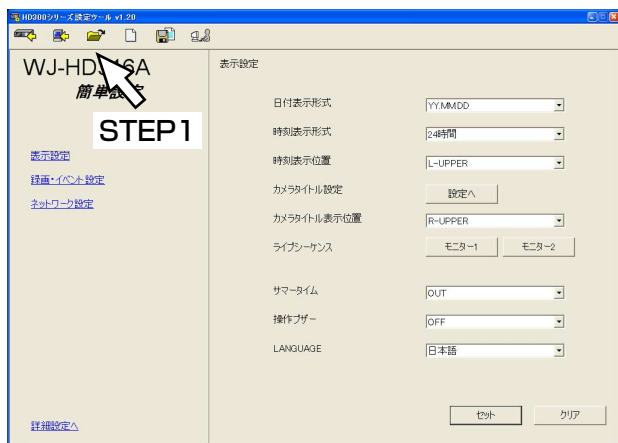 HD300シリーズ設定ツール v1.20
WJ-HD316A
簡単設定
STEP1
表示設定
録画・イベント設定
ネットワーク設定
詳細設定へ
表示設定
日付表示形式 YY.MM.DD
時刻表示形式 24時間
時刻表示位置 L-UPPER
カメラタイトル設定 設定へ
カメラタイトル表示位置 R-UPPER
ライブシーケンス モニター1 モニター2
サマータイム OUT
操作ブザー OFF
LANGUAGE 日本語
セット クリア